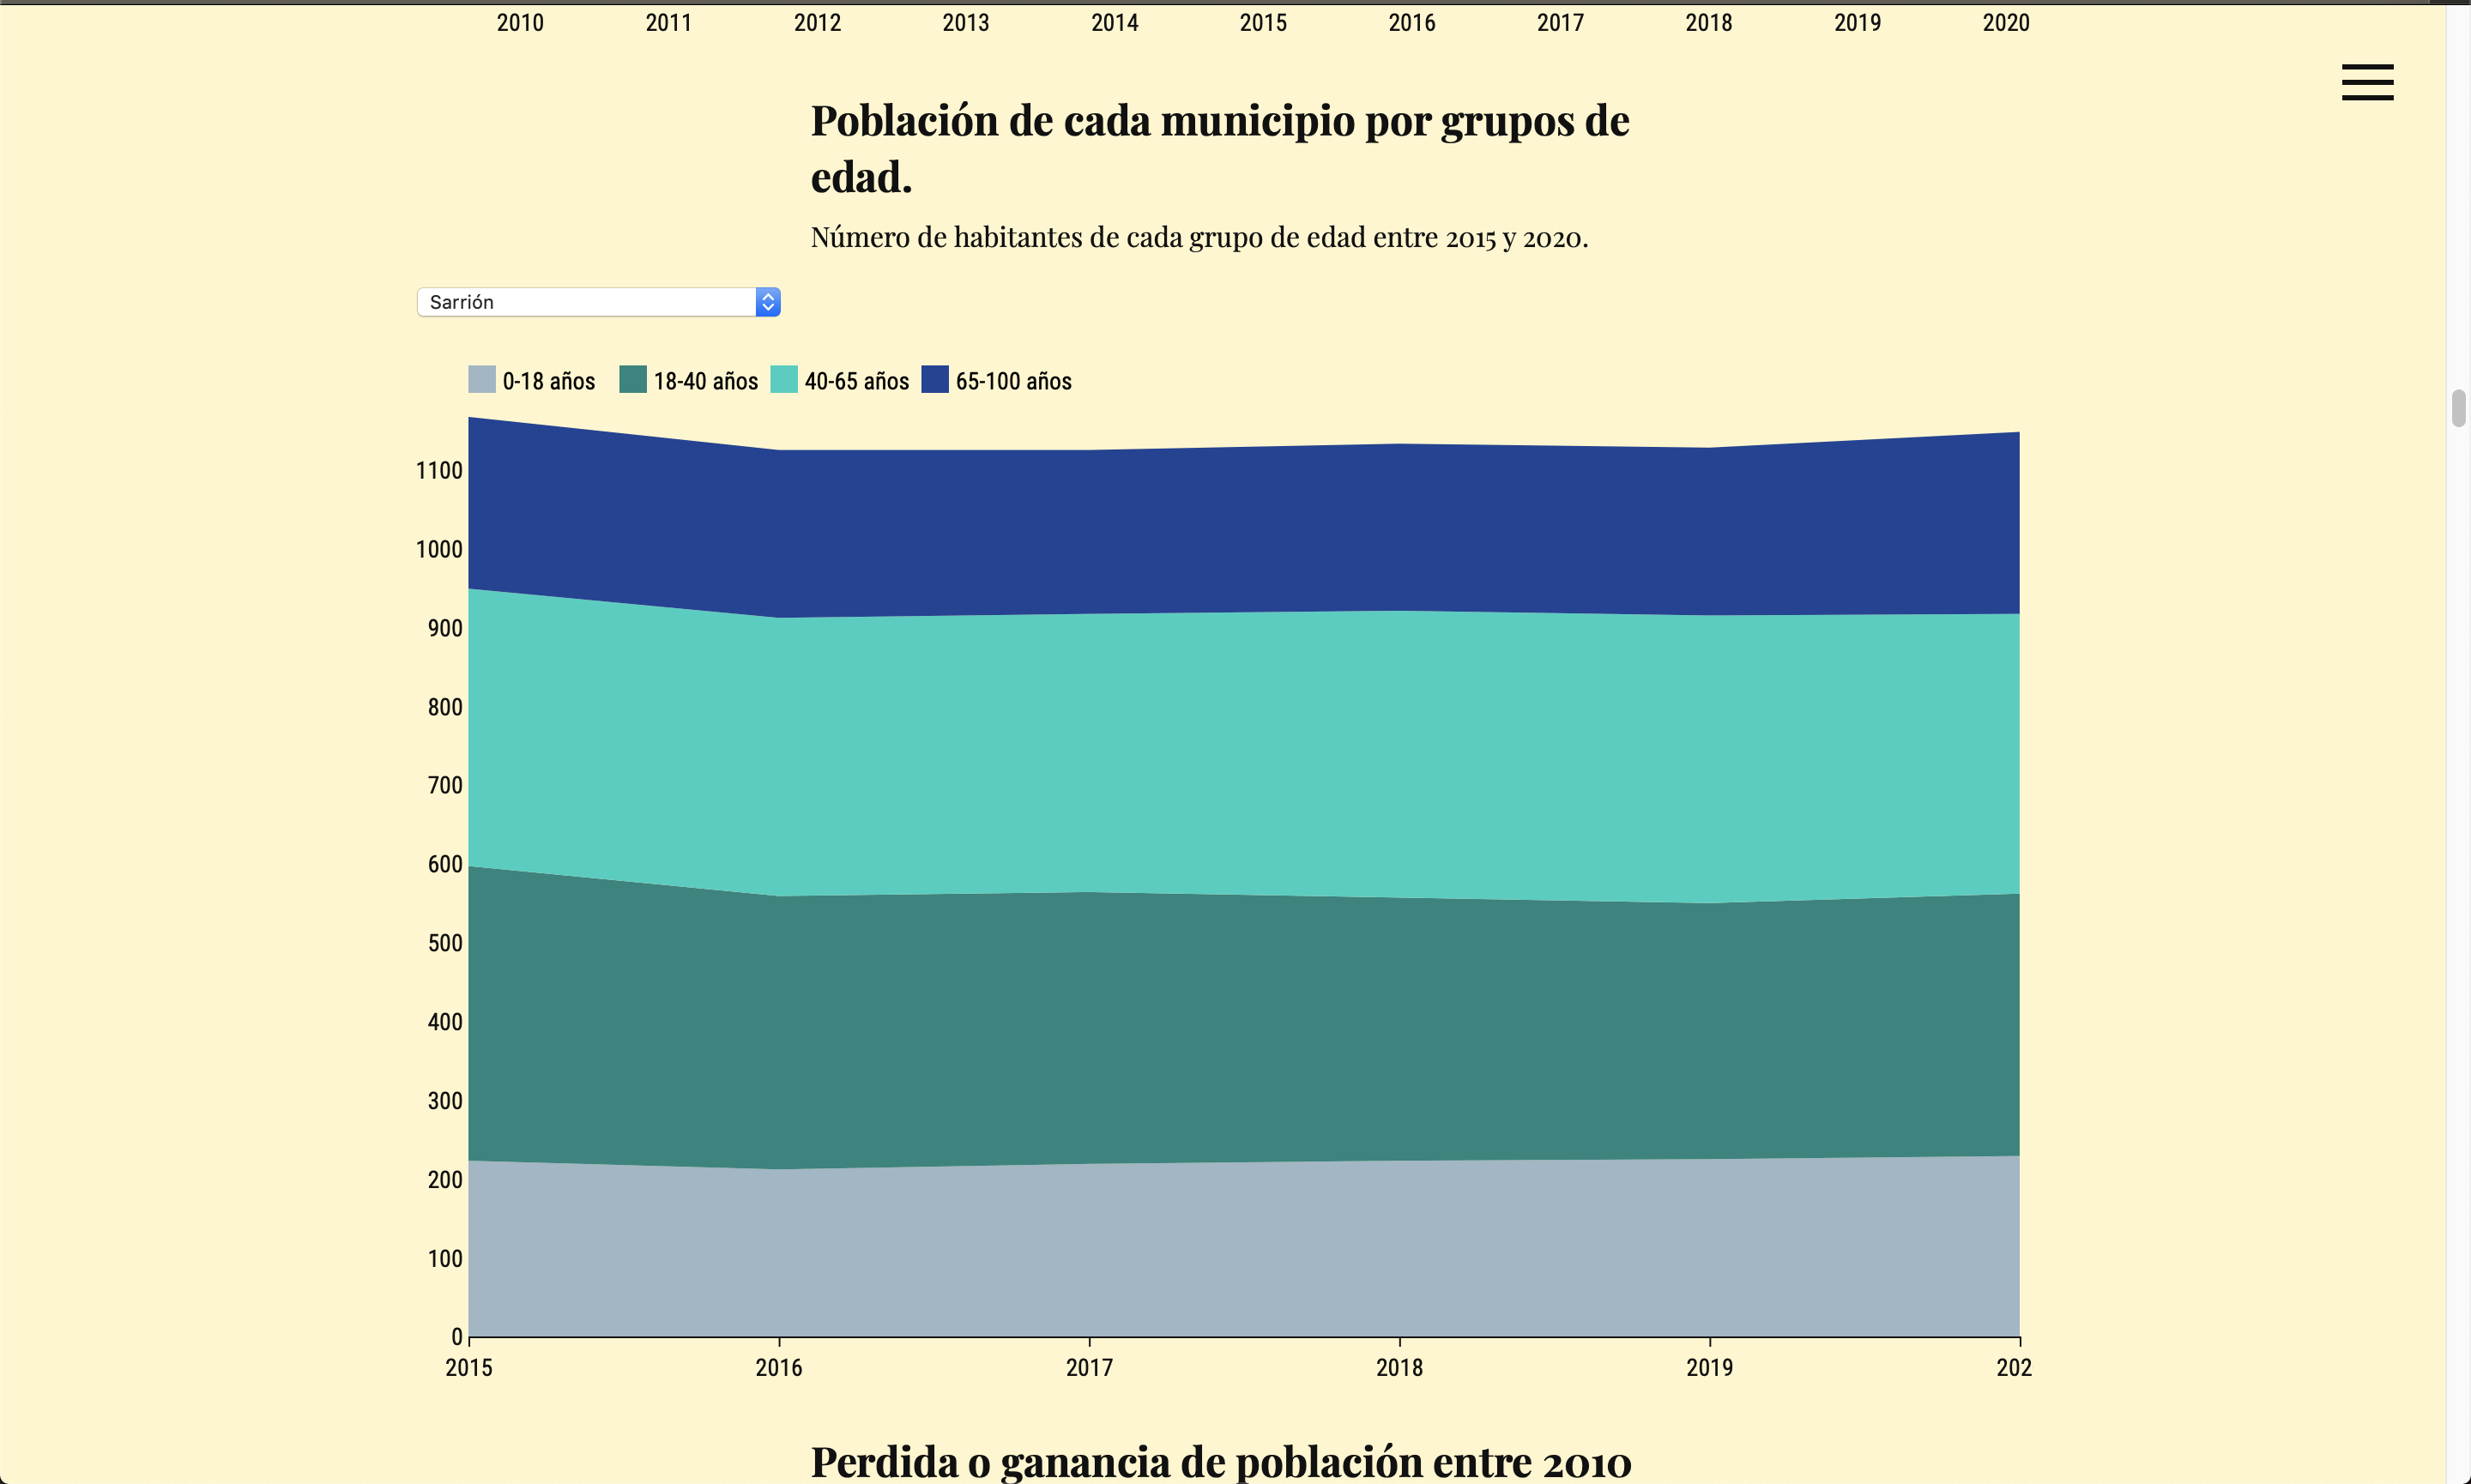 2010 2011 2012 2013 2014 2015 2016 2017 2018 2019 2020
Población de cada municipio por grupos de
edad.
Número de habitantes de cada grupo de edad entre 2015 y 2020.
Sarrión
0-18 años 18-40 años 40-65 años 65-100 años
1100
1000
900
800
700
600
500
400
300
200
100
0
2015 2016 2017 2018 2019 202
Perdida o ganancia de población entre 2010